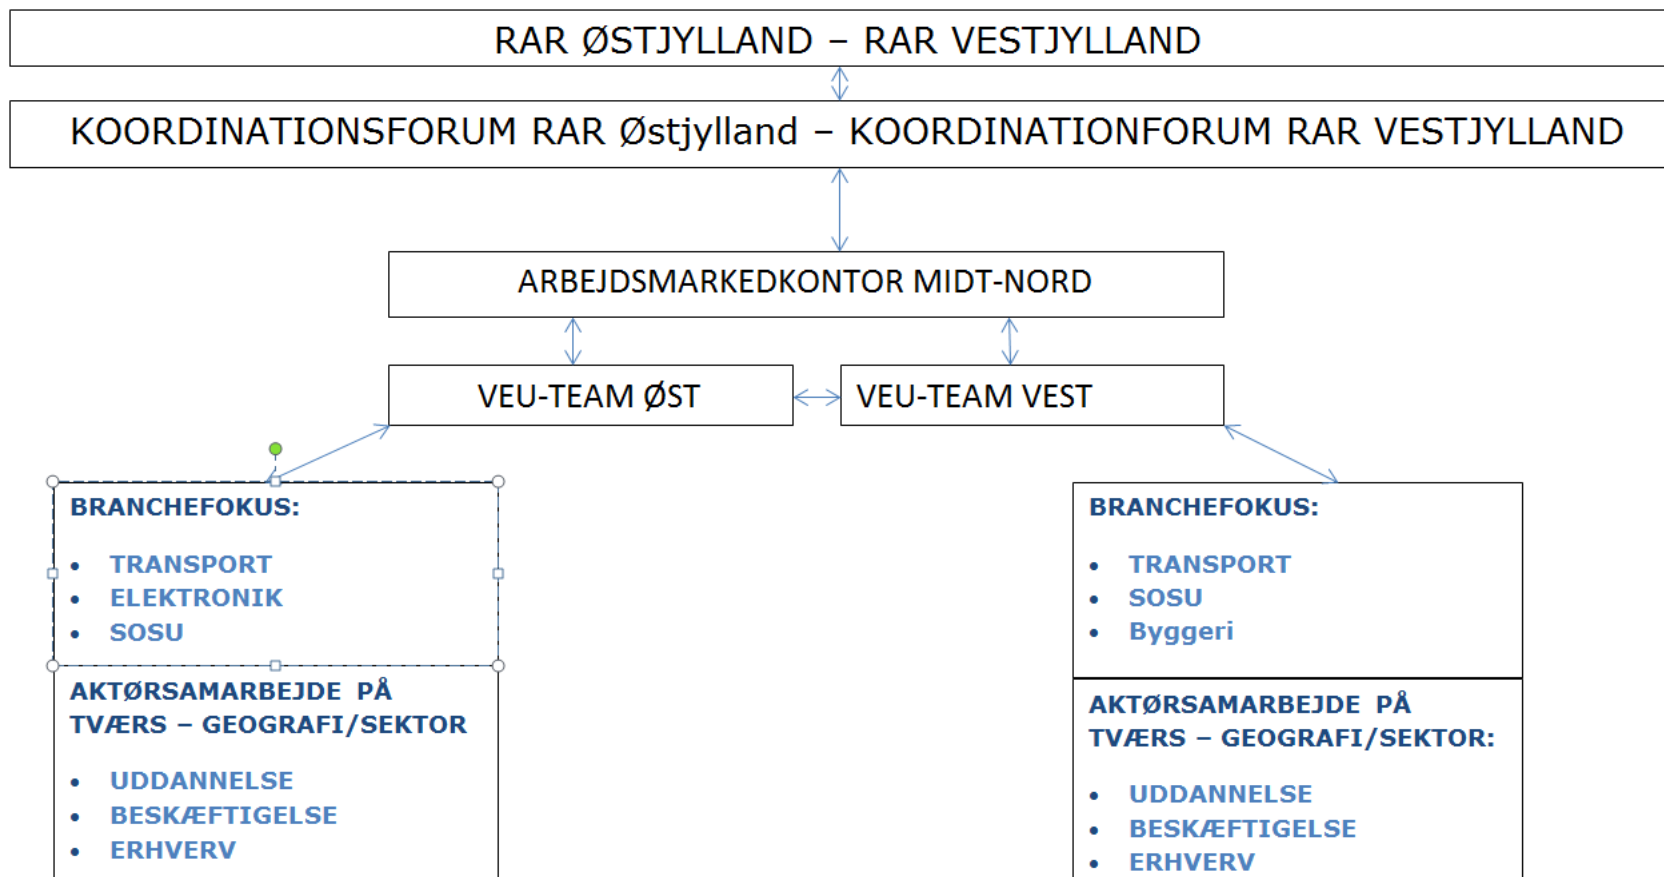 RAR ØSTJYLLAND – RAR VESTJYLLAND
KOORDINATIONSFORUM RAR Østjylland – KOORDINATIONFORUM RAR VESTJYLLAND
ARBEJDSMARKEDKONTOR MIDT-NORD
VEU-TEAM ØST
VEU-TEAM VEST
BRANCHEFOKUS:
• TRANSPORT
• ELEKTRONIK
• SOSU
AKTØRSAMARBEJDE PÅ
TVÆRS – GEOGRAFI/SEKTOR
• UDDANNELSE
• BESKÆFTIGELSE
• ERHVERV
BRANCHEFOKUS:
• TRANSPORT
• SOSU
• Byggeri
AKTØRSAMARBEJDE PÅ
TVÆRS – GEOGRAFI/SEKTOR:
• UDDANNELSE
• BESKÆFTIGELSE
• ERHVERV